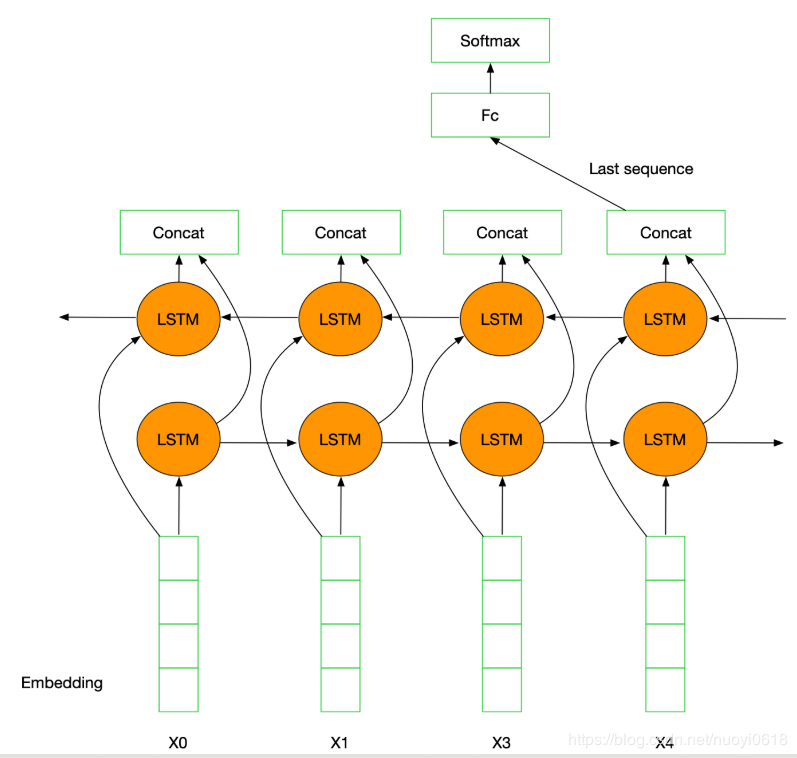 Softmax
Fc
Last sequence
Concat Concat Concat Concat
LSTM LSTM LSTM LSTM
LSTM LSTM LSTM LSTM
Embedding
X0 X1 X3 X4
https://blog.csdn.net/nuoyi0618